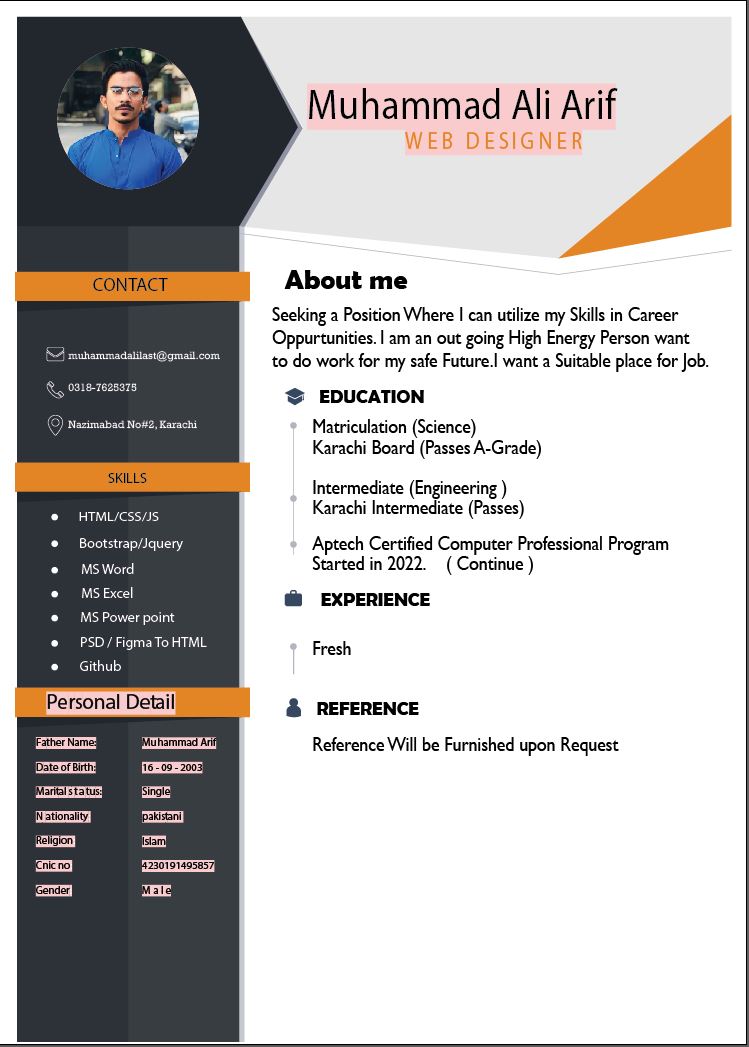 Muhammad Ali Arif
WEB DESIGNER
CONTACT
muhammadalilast@gmail.com
0318-7625375
Nazimabad No#2, Karachi
SKILLS
HTML/CSS/JS
Bootstrap/Jquery
MS Word
MS Excel
MS Power point
PSD / Figma To HTML
Github
Personal Detail
Father Name: Muhammad Arif
Date of Birth: 16 - 09 - 2003
Marital status: Single
Nationality pakistani
Religion Islam
Cnic no 4230191495857
Gender Male
About me
Seeking a Position Where I can utilize my Skills in Career
Oppurtunities. I am an out going High Energy Person want
to do work for my safe Future.I want a Suitable place for Job.
EDUCATION
Matriculation (Science)
Karachi Board (Passes A-Grade)
Intermediate (Engineering )
Karachi Intermediate (Passes)
Aptech Certified Computer Professional Program
Started in 2022. ( Continue )
EXPERIENCE
Fresh
REFERENCE
Reference Will be Furnished upon Request